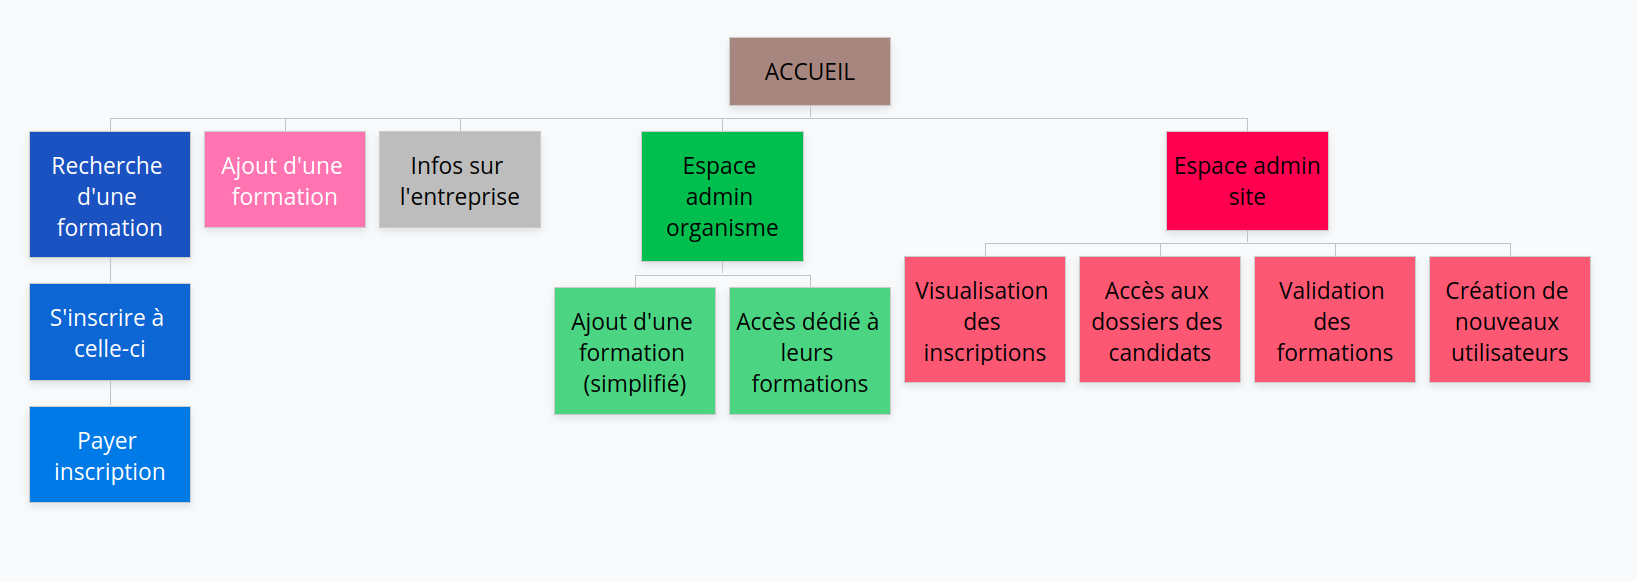 ACCUEIL
Recherche
d'une
formation
Ajout d'une
formation
Infos sur
l'entreprise
Espace
admin
organisme
Espace admin
site
S'inscrire à
celle-ci
Payer
inscription
Ajout d'une
formation
(simplifié)
Accès dédié à
leurs
formations
Visualisation
des
inscriptions
Accès aux
dossiers des
candidats
Validation
des
formations
Création de
nouveaux
utilisateurs